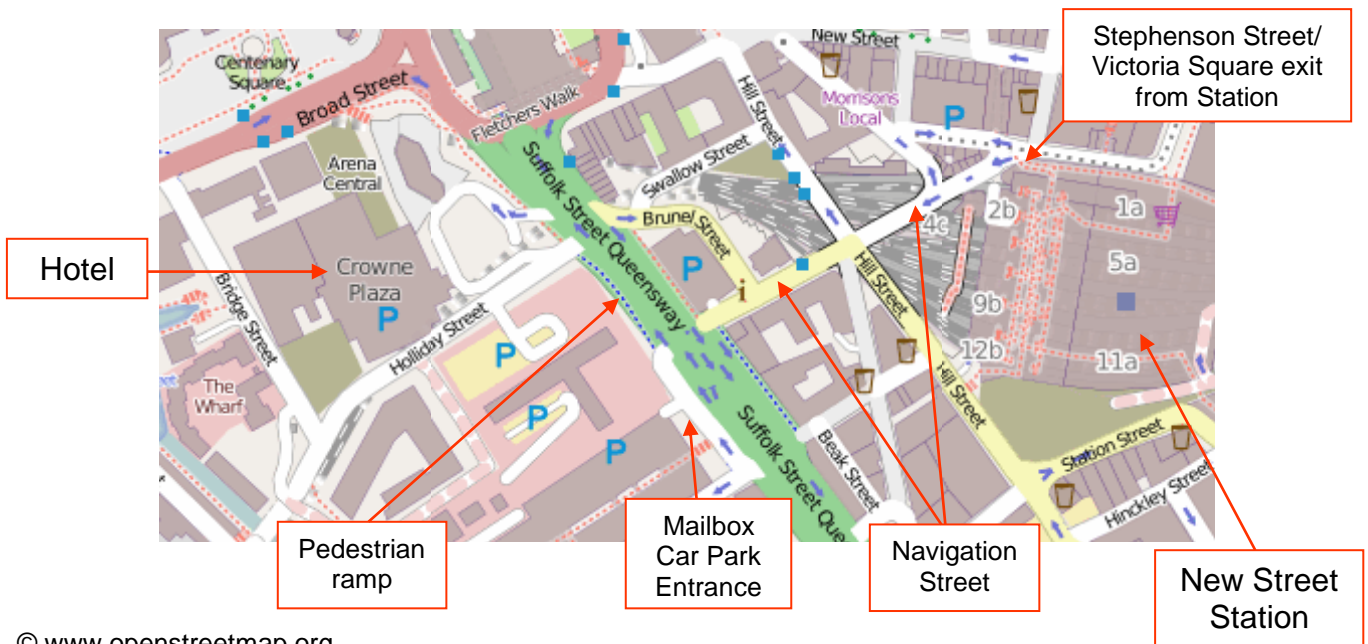 Stephenson Street/
Victoria Square exit
from Station
New Street
Centenary
Square
Broad Street
Fletchers Walk
Hill Street
Morrisons
Local
P
Arena
Central
Suffolk Street Queensway
Swallow Street
2b
1a
4c
Brunel Street
Hotel
Crowne
Plaza
P
P
i
Hill Street
5a
9b
Bridge Street
Holliday Street
P
12b
11a
The
Wharf
P
P
Hill Street
Suffolk Street Que
Beak Street
Station Street
Hinckley Street
Pedestrian
ramp
Mailbox
Car Park
Entrance
Navigation
Street
New Street
Station
© www.openstreetmap.org